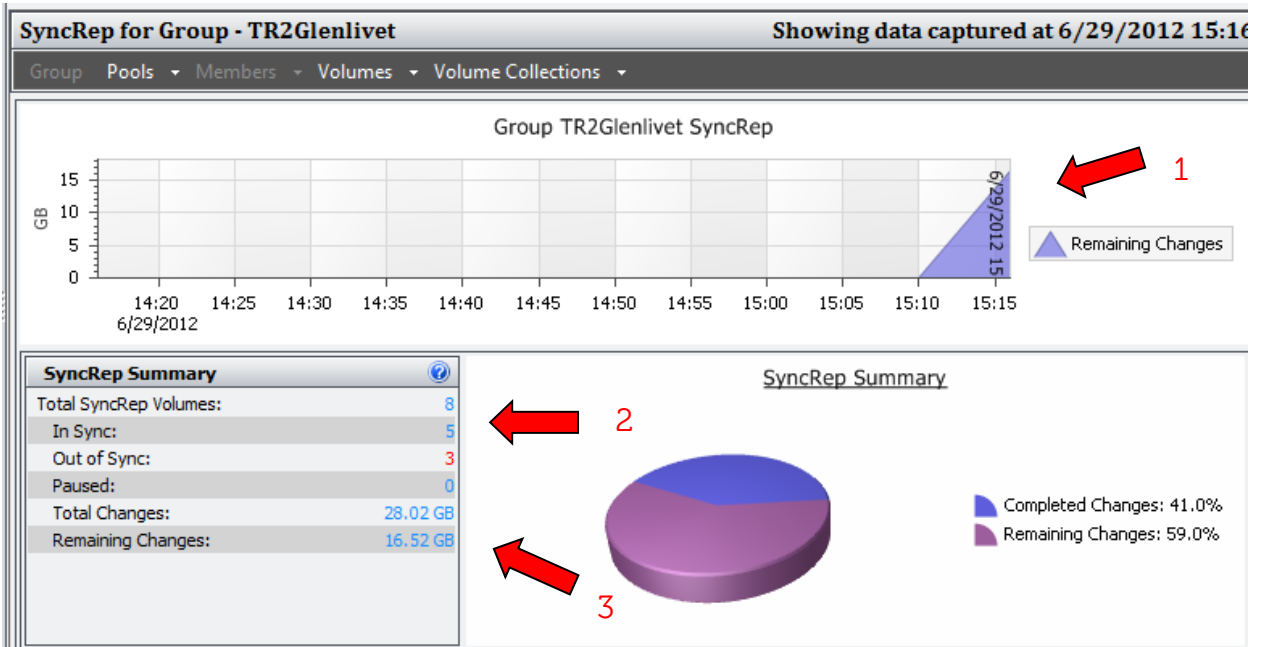 SyncRep for Group - TR2Glenlivet Showing data captured at 6/29/2012 15:16
Group Pools Members Volumes Volume Collections
Group TR2Glenlivet SyncRep
1
15
10
5
0
GB
6/29/2012 15
Remaining Changes
14:20 14:25 14:30 14:35 14:40 14:45 14:50 14:55 15:00 15:05 15:10 15:15
6/29/2012
SyncRep Summary ?
Total SyncRep Volumes: 8
In Sync: 5
Out of Sync: 3
Paused: 0
Total Changes: 28.02 GB
Remaining Changes: 16.52 GB
2
3
SyncRep Summary
Completed Changes: 41.0%
Remaining Changes: 59.0%